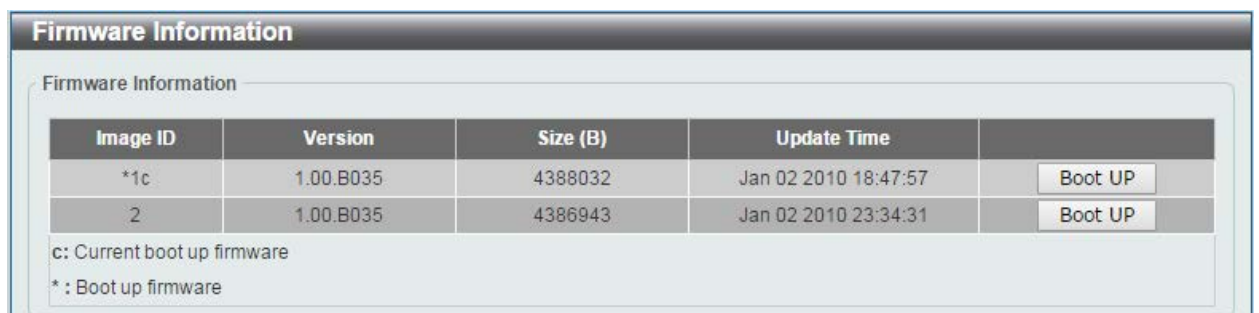 Firmware Information
Firmware Information
Image ID Version Size (B) Update Time
*1c 1.00.B035 4388032 Jan 02 2010 18:47:57 Boot UP
2 1.00.B035 4386943 Jan 02 2010 23:34:31 Boot UP
c: Current boot up firmware
* : Boot up firmware